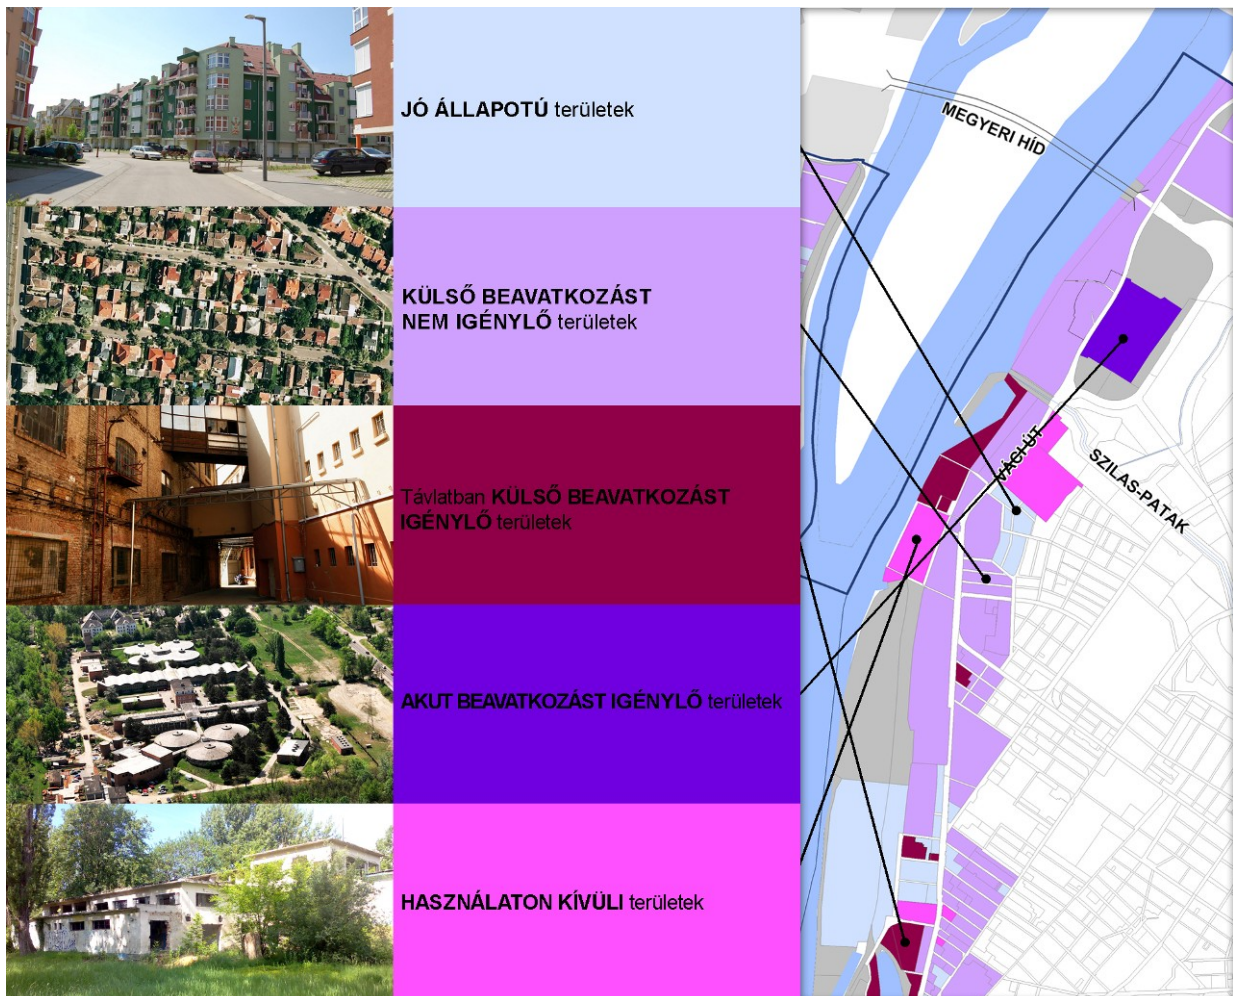 JÓ ÁLLAPOTÚ területek
KÜLSŐ BEAVATKOZÁST
NEM IGÉNYLŐ területek
Távlatban KÜLSŐ BEAVATKOZÁST
IGÉNYLŐ területek
AKUT BEAVATKOZÁST IGÉNYLŐ területek
HASZNÁLATON KÍVÜLI területek
MEGYERI HÍD
VÁCI ÚT
SZILAS-PATAK